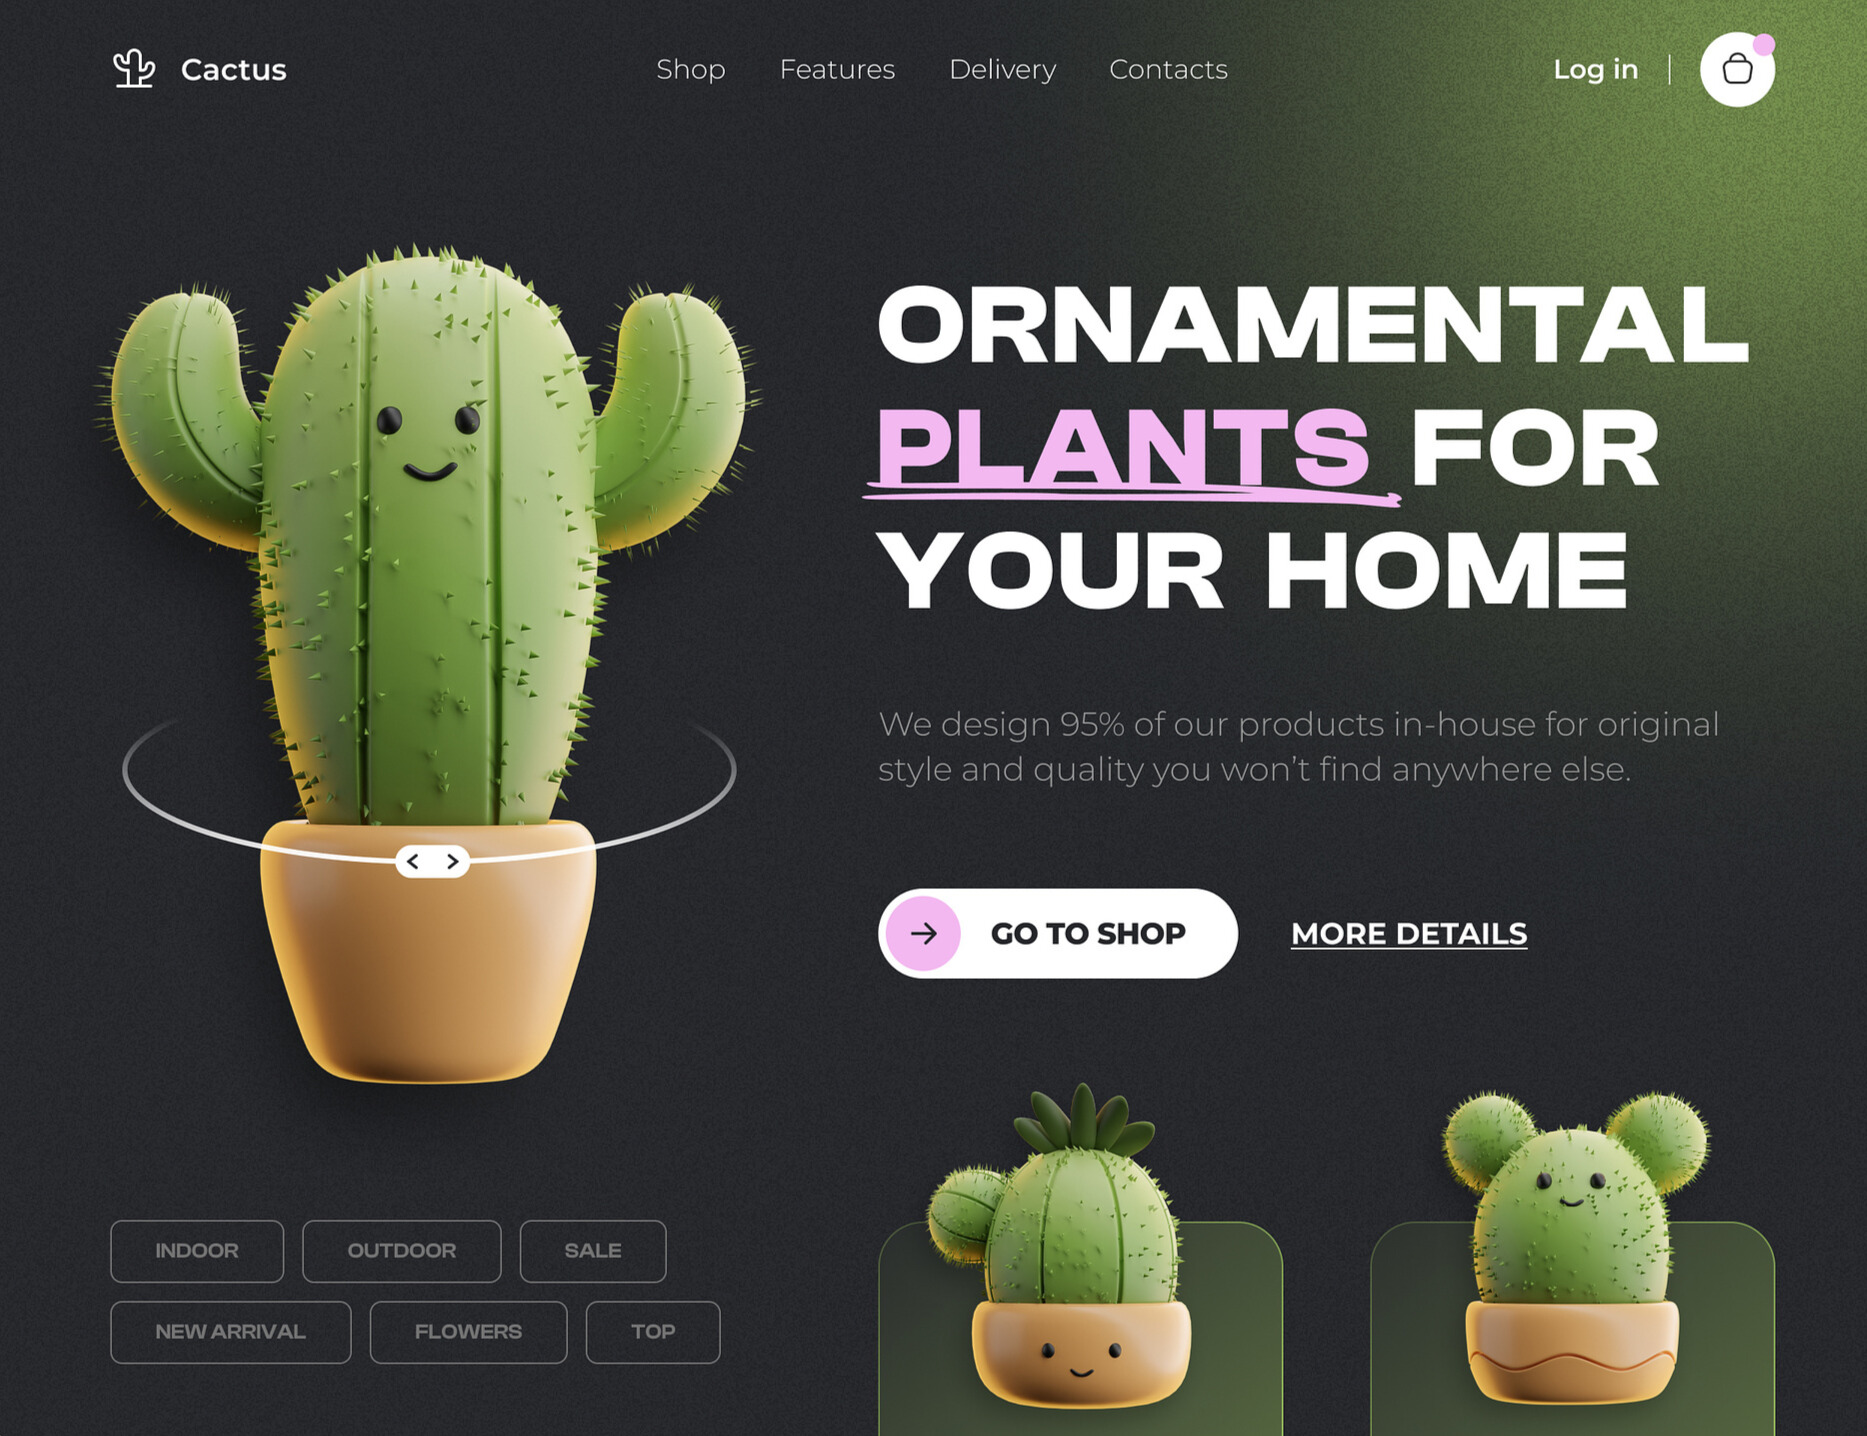 Cactus
Shop
Features
Delivery
Contacts
Log in
ORNAMENTAL
PLANTS FOR
YOUR HOME
We design 95% of our products in-house for original
style and quality you won’t find anywhere else.
GO TO SHOP
MORE DETAILS
INDOOR
OUTDOOR
SALE
NEW ARRIVAL
FLOWERS
TOP